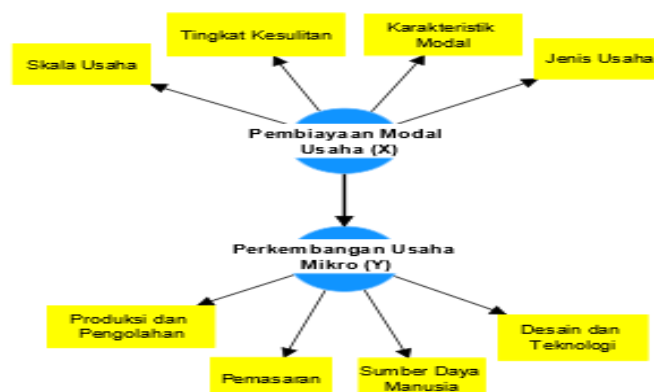 Tingkat Kesulitan
Karakteristik
Modal
Skala Usaha
Jenis Usaha
Pembiayaan Modal
Usaha (X)
Perkembangan Usaha
Mikro (Y)
Produksi dan
Pengolahan
Desain dan
Teknologi
Pemasaran
Sumber Daya
Manusia